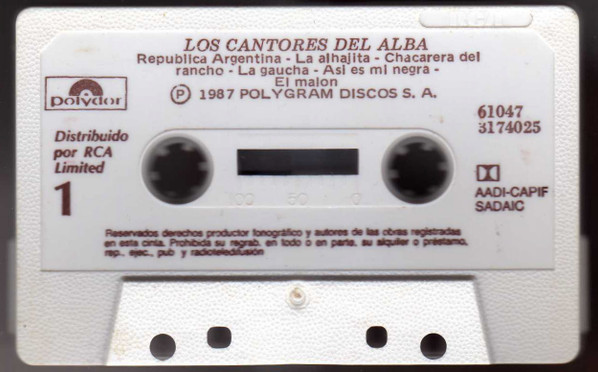 LOS CANTORES DEL ALBA
Republica Argentina - La alhajita - Chacarera del
rancho - La gaucha - Asi es mi negra -
El malon
Ⓟ 1987 POLYGRAM DISCOS S. A.
polydor
61047
3174025
Distribuido
por RCA
Limited
1
100 50 0
AADI-CAPIF
SADAIC
Reservados derechos productor fonográfico y autores de las obras registradas
en esta cinta. Prohibida su regrab. en todo o en parte, su alquiler o préstamo,
rep., ejec., pub y radioteledifusión